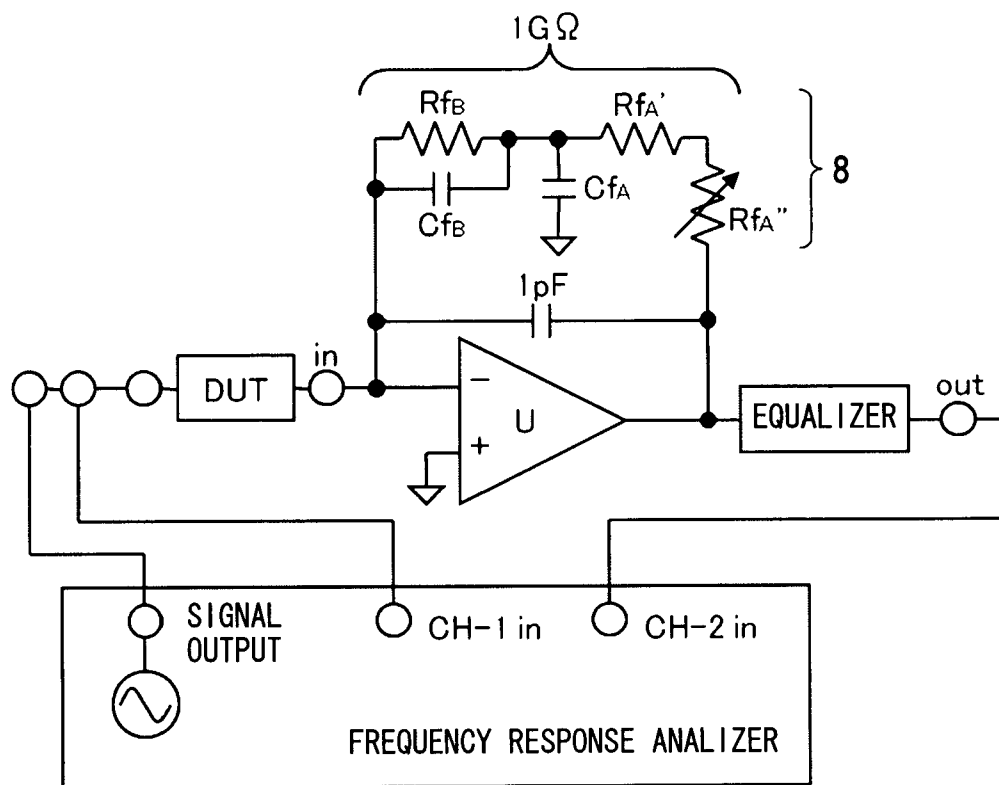 1GΩ
RfB
RfA'
CfB
CfA
RfA"
8
1pF
in
DUT
−
U
+
EQUALIZER
out
SIGNAL
OUTPUT
CH-1 in
CH-2 in
FREQUENCY RESPONSE ANALIZER